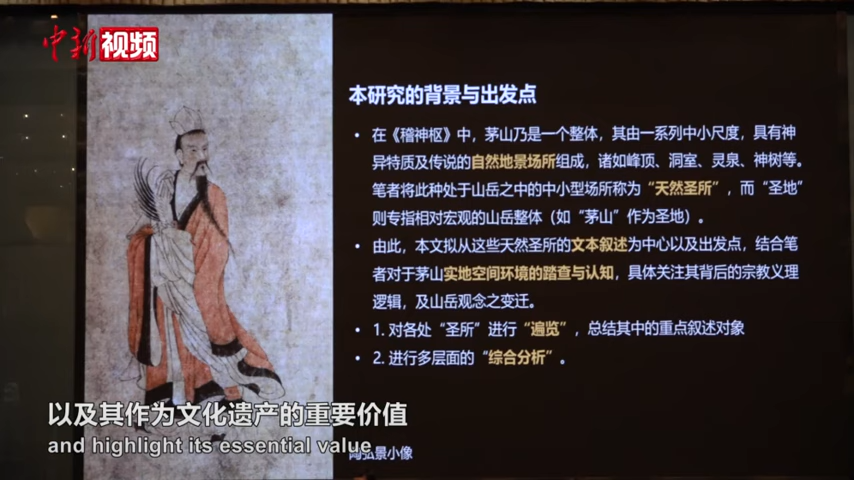 中新视频
本研究的背景与出发点
• 在《稽神枢》中，茅山乃是一个整体，其由一系列中小尺度，具有神
异特质及传说的自然地景场所组成，诸如峰顶、洞室、灵泉、神树等。
笔者将此种处于山岳之中的中小型场所称为“天然圣所”，而“圣地”
则专指相对宏观的山岳整体（如“茅山”作为圣地）。
• 由此，本文拟从这些天然圣所的文本叙述为中心以及出发点，结合笔
者对于茅山实地空间环境的踏查与认知，具体关注其背后的宗教义理
逻辑，及山岳观念之变迁。
• 1. 对各处“圣所”进行“遍览”，总结其中的重点叙述对象
• 2. 进行多层面的“综合分析”。
以及其作为文化遗产的重要价值
and highlight its essential value
陶弘景小像